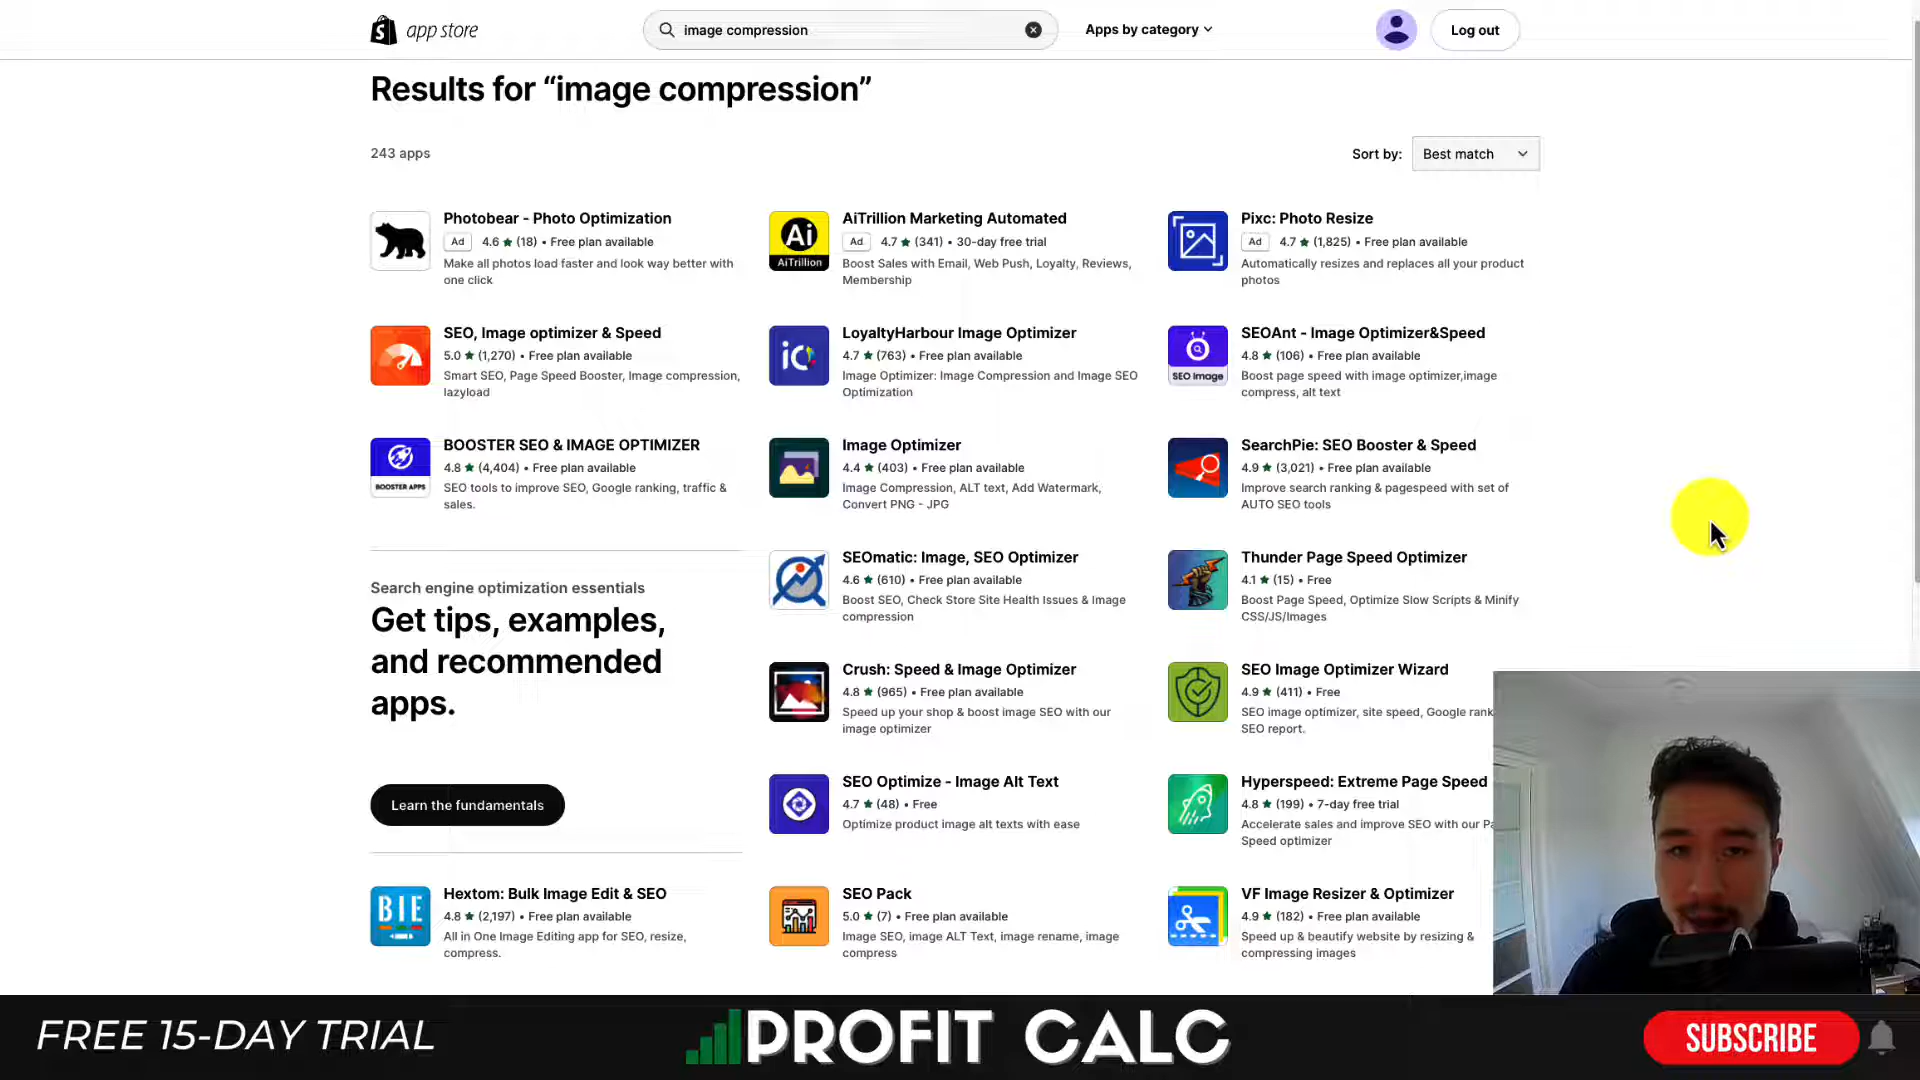 app store
image compression
Apps by category
Log out
Results for “image compression”
243 apps
Sort by:
Best match
Photobear - Photo Optimization
Ad 4.6 ★ (18) • Free plan available
Make all photos load faster and look way better with
one click
AiTrillion
AiTrillion Marketing Automated
Ad 4.7 ★ (341) • 30-day free trial
Boost Sales with Email, Web Push, Loyalty, Reviews,
Membership
Pixc: Photo Resize
Ad 4.7 ★ (1,825) • Free plan available
Automatically resizes and replaces all your product
photos
SEO, Image optimizer & Speed
5.0 ★ (1,270) • Free plan available
Smart SEO, Page Speed Booster, Image compression,
lazyload
LoyaltyHarbour Image Optimizer
4.7 ★ (763) • Free plan available
Image Optimizer: Image Compression and Image SEO
Optimization
SEO Image
SEOAnt - Image Optimizer&Speed
4.8 ★ (106) • Free plan available
Boost page speed with image optimizer,image
compress, alt text
BOOSTER APPS
BOOSTER SEO & IMAGE OPTIMIZER
4.8 ★ (4,404) • Free plan available
SEO tools to improve SEO, Google ranking, traffic &
sales.
Image Optimizer
4.4 ★ (403) • Free plan available
Image Compression, ALT text, Add Watermark,
Convert PNG - JPG
SearchPie: SEO Booster & Speed
4.9 ★ (3,021) • Free plan available
Improve search ranking & pagespeed with set of
AUTO SEO tools
Search engine optimization essentials
Get tips, examples,
and recommended
apps.
Learn the fundamentals
SEOmatic: Image, SEO Optimizer
4.6 ★ (610) • Free plan available
Boost SEO, Check Store Site Health Issues & Image
compression
Thunder Page Speed Optimizer
4.1 ★ (15) • Free
Boost Page Speed, Optimize Slow Scripts & Minify
CSS/JS/Images
Crush: Speed & Image Optimizer
4.8 ★ (965) • Free plan available
Speed up your shop & boost image SEO with our
image optimizer
SEO Image Optimizer Wizard
4.9 ★ (411) • Free
SEO image optimizer, site speed, Google rank
SEO report.
SEO Optimize - Image Alt Text
4.7 ★ (48) • Free
Optimize product image alt texts with ease
Hyperspeed: Extreme Page Speed
4.8 ★ (199) • 7-day free trial
Accelerate sales and improve SEO with our Pa
Speed optimizer
BIE
Hextom: Bulk Image Edit & SEO
4.8 ★ (2,197) • Free plan available
All in One Image Editing app for SEO, resize,
compress.
SEO Pack
5.0 ★ (7) • Free plan available
Image SEO, image ALT Text, image rename, image
compress
VF Image Resizer & Optimizer
4.9 ★ (182) • Free plan available
Speed up & beautify website by resizing &
compressing images
FREE 15-DAY TRIAL
PROFIT CALC
SUBSCRIBE